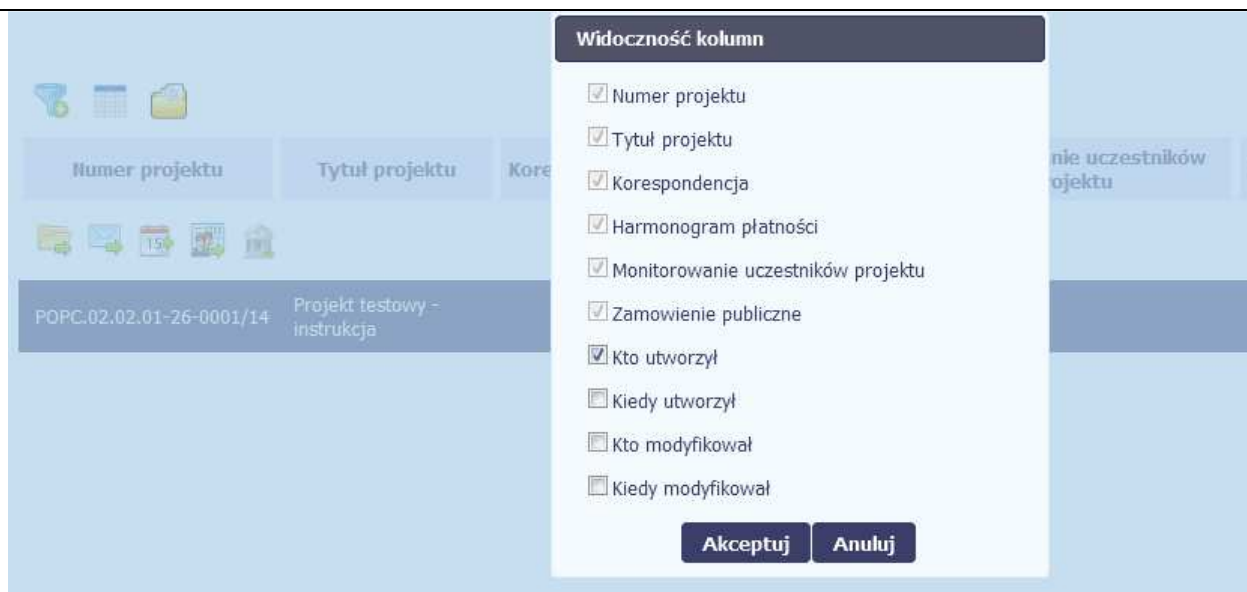 Widoczność kolumn
Numer projektu
Tytuł projektu
Korespondencja
Harmonogram płatności
Monitorowanie uczestników projektu
Zamowienie publiczne
Kto utworzył
Kiedy utworzył
Kto modyfikował
Kiedy modyfikował
Akceptuj Anuluj
Numer projektu Tytuł projektu Kore
nie uczestników
ojektu
15
POPC.02.02.01-26-0001/14
Projekt testowy -
instrukcja